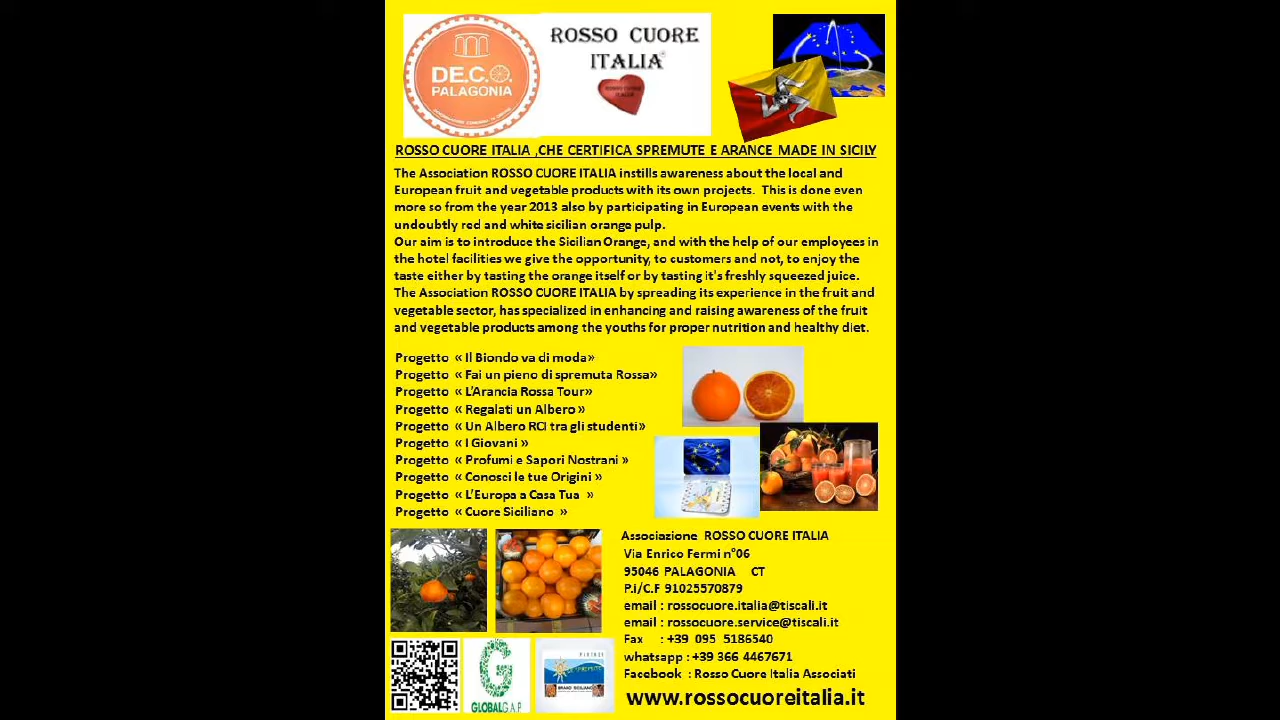 DE.C.O.
PALAGONIA
ROSSO CUORE
ITALIA
ROSSO CUORE ITALIA ,CHE CERTIFICA SPREMUTE E ARANCE MADE IN SICILY
The Association ROSSO CUORE ITALIA instills awareness about the local and
European fruit and vegetable products with its own projects. This is done even
more so from the year 2013 also by participating in European events with the
undoubtly red and white sicilian orange pulp.
Our aim is to introduce the Sicilian Orange, and with the help of our employees in
the hotel facilities we give the opportunity, to customers and not, to enjoy the
taste either by tasting the orange itself or by tasting it's freshly squeezed juice.
The Association ROSSO CUORE ITALIA by spreading its experience in the fruit and
vegetable sector, has specialized in enhancing and raising awareness of the fruit
and vegetable products among the youths for proper nutrition and healthy diet.
Progetto « Il Biondo va di moda»
Progetto « Fai un pieno di spremuta Rossa»
Progetto « L’Arancia Rossa Tour»
Progetto « Regalati un Albero »
Progetto « Un Albero RCI tra gli studenti»
Progetto « I Giovani »
Progetto « Profumi e Sapori Nostrani »
Progetto « Conosci le tue Origini »
Progetto « L’Europa a Casa Tua »
Progetto « Cuore Siciliano »
Associazione ROSSO CUORE ITALIA
Via Enrico Fermi n°06
95046 PALAGONIA CT
P.i/C.F 91025570879
email : rossocuore.italia@tiscali.it
email : rossocuore.service@tiscali.it
Fax : +39 095 5186540
whatsapp : +39 366 4467671
Facebook : Rosso Cuore Italia Associati
www.rossocuoreitalia.it
GLOBALG.A.P